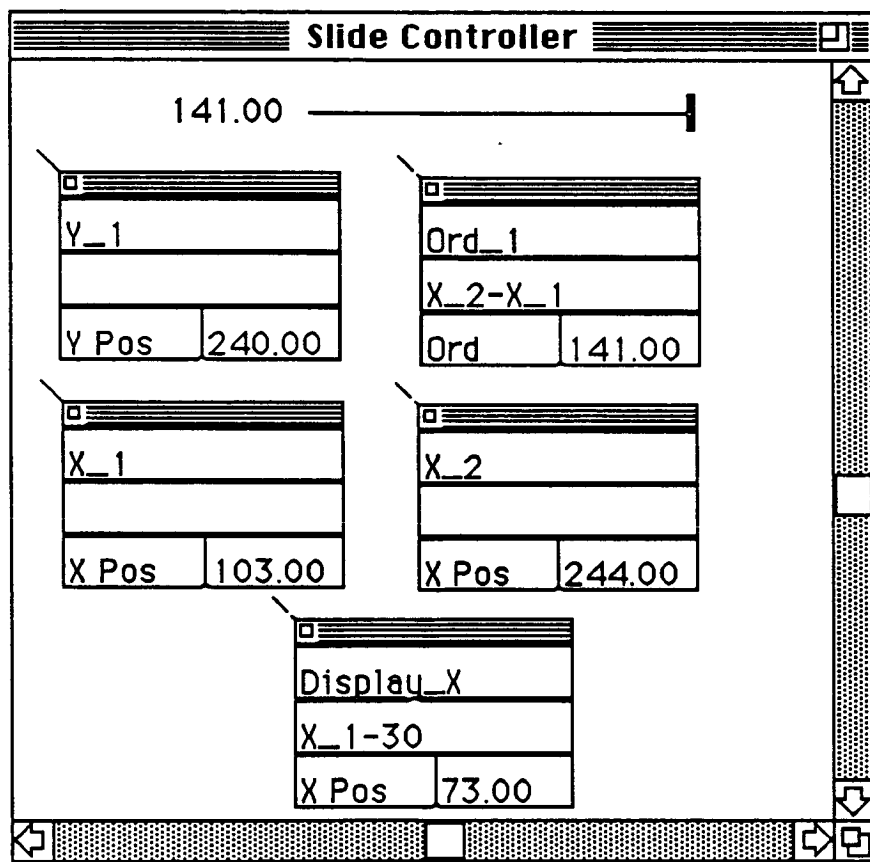 Slide Controller
141.00
Y_1
Y Pos 240.00
Ord_1
X_2-X_1
Ord 141.00
X_1
X Pos 103.00
X_2
X Pos 244.00
Display_X
X_1-30
X Pos 73.00